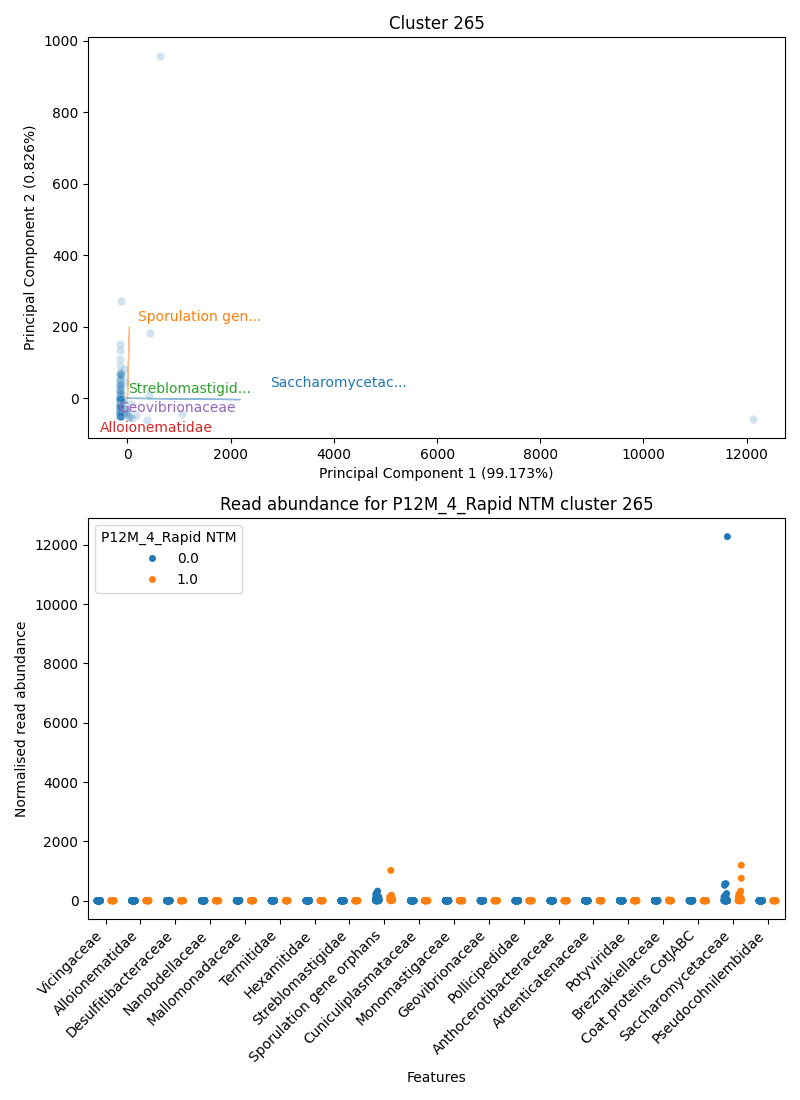 Cluster 265
Principal Component 2 (0.826%)
1000
800
600
400
200
0
Sporulation gen...
Saccharomycetac...
Streblomastigid...
Geovibrionaceae
Alloionematidae
0
2000
4000
6000
8000
10000
12000
Principal Component 1 (99.173%)
Read abundance for P12M_4_Rapid NTM cluster 265
P12M_4_Rapid NTM
0.0
1.0
Normalised read abundance
12000
10000
8000
6000
4000
2000
0
Vicingaceae
Alloionematidae
Desulfitibacteraceae
Nanobdellaceae
Mallomonadaceae
Termitidae
Hexamitidae
Streblomastigidae
Sporulation gene orphans
Cuniculiplasmataceae
Monomastigaceae
Geovibrionaceae
Pollicipedidae
Anthocerotibacteraceae
Ardenticatenaceae
Potyviridae
Breznakiellaceae
Coat proteins CotJABC
Saccharomycetaceae
Pseudocohnilembidae
Features